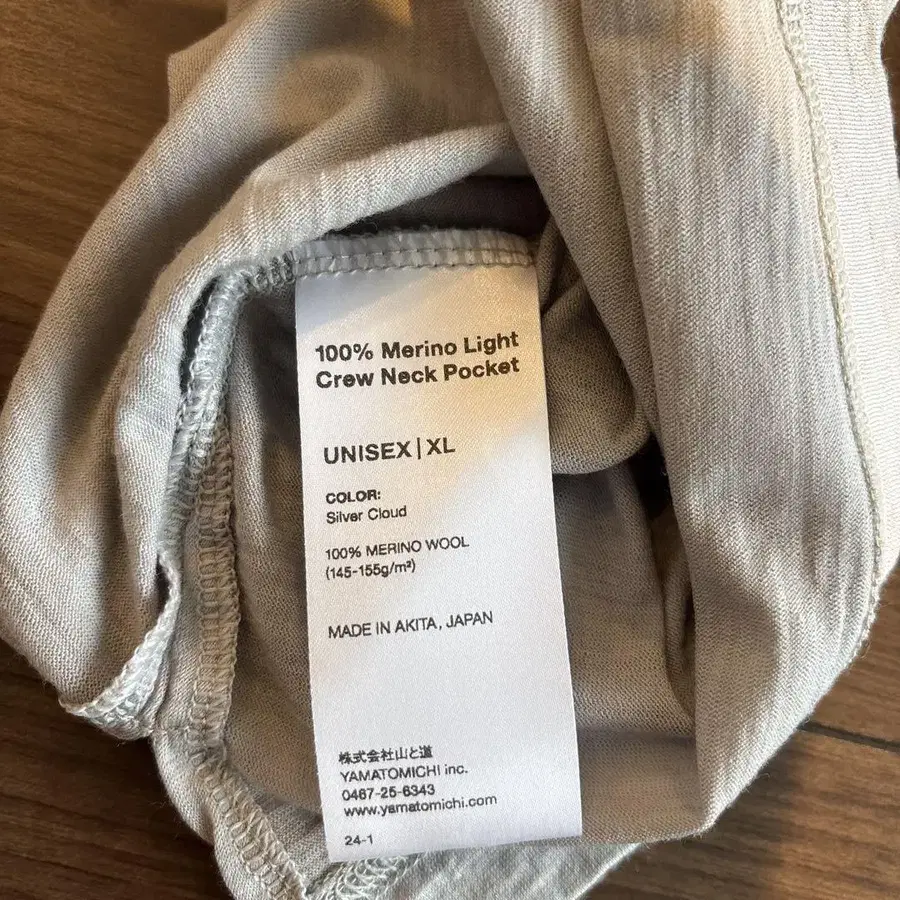 100% Merino Light
Crew Neck Pocket
UNISEX | XL
COLOR:
Silver Cloud
100% MERINO WOOL
(145-155g/m²)
MADE IN AKITA, JAPAN
株式会社山と道
YAMATOMICHI inc.
0467-25-6343
www.yamatomichi.com
24-1